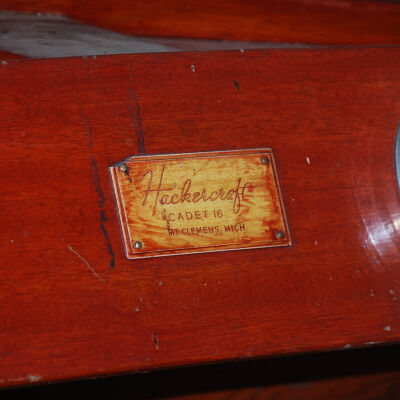 Hackercraft
CADET 16
MT. CLEMENS, MICH.